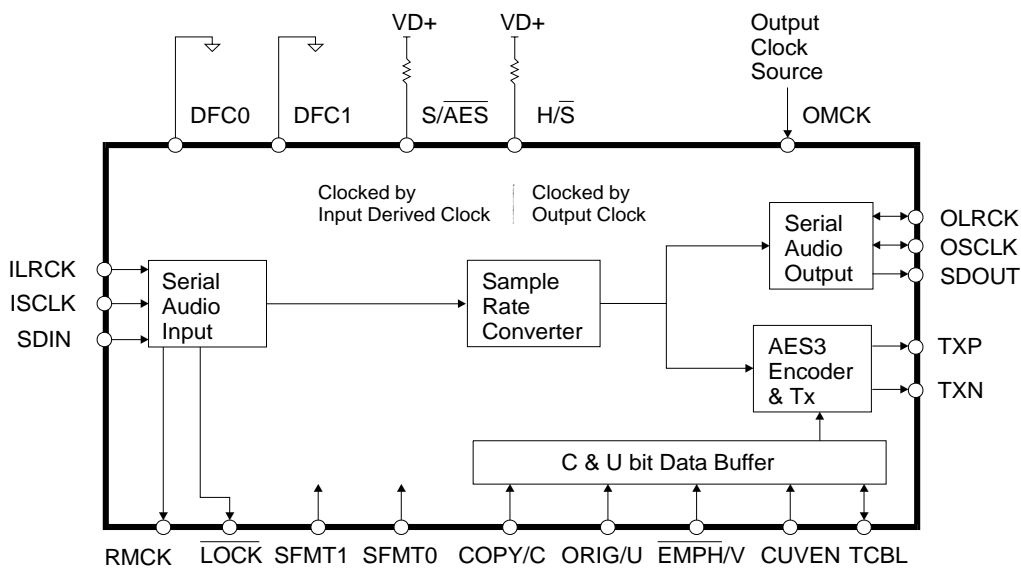 VD+
VD+
Output
Clock
Source
DFC0
DFC1
S/AES
H/S
OMCK
Clocked by
Input Derived Clock
Clocked by
Output Clock
ILRCK
ISCLK
SDIN
Serial
Audio
Input
Sample
Rate
Converter
Serial
Audio
Output
OLRCK
OSCLK
SDOUT
AES3
Encoder
& Tx
TXP
TXN
C & U bit Data Buffer
RMCK
LOCK
SFMT1
SFMT0
COPY/C
ORIG/U
EMPH/V
CUVEN
TCBL